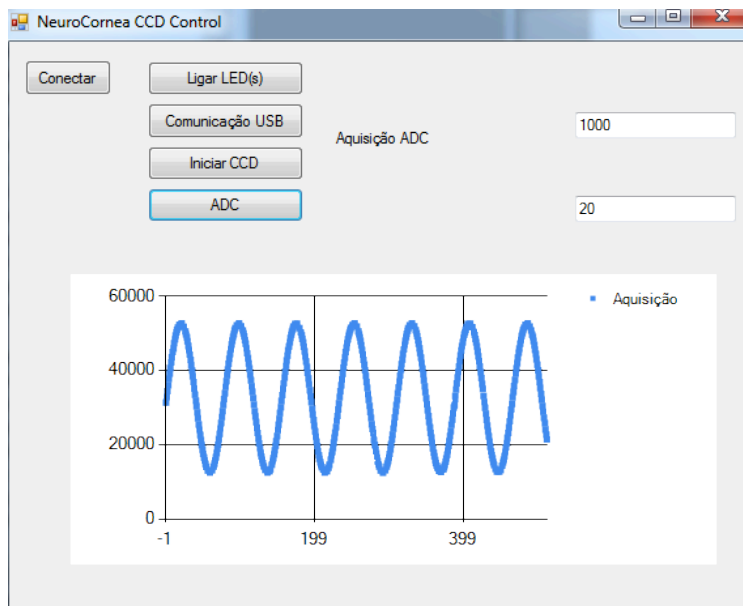 NeuroCornea CCD Control
Conectar
Ligar LED(s)
Comunicação USB
Iniciar CCD
ADC
Aquisição ADC
1000
20
60000
40000
20000
0
-1
199
399
Aquisição